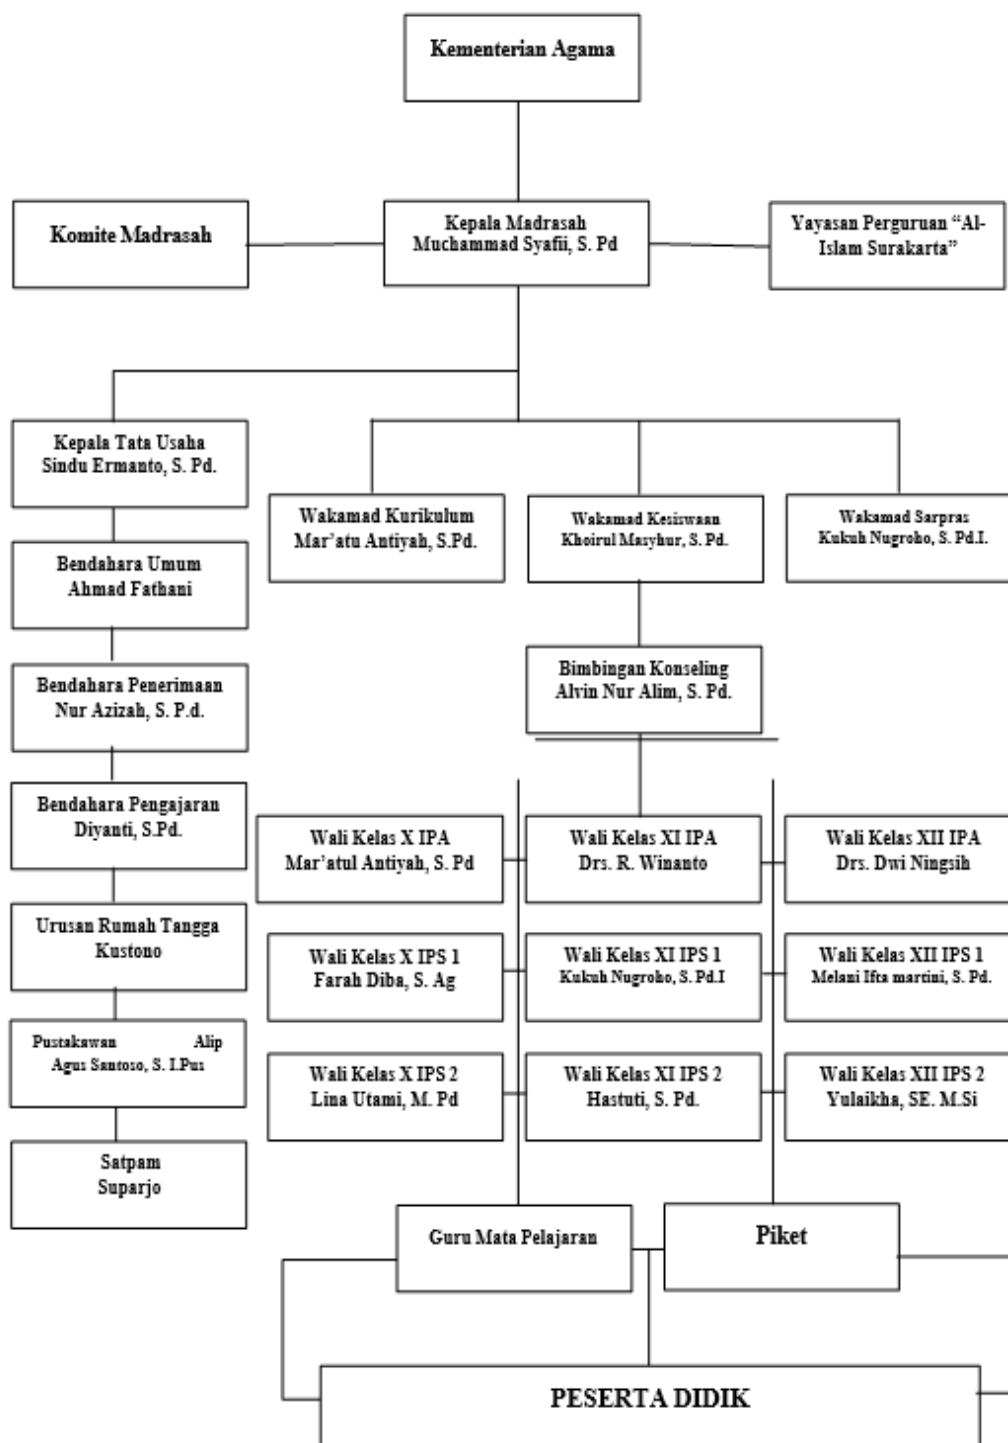 Kementerian Agama
Komite Madrasah
Kepala Madrasah
Muchammad Syafii, S. Pd
Yayasan Perguruan “Al-
Islam Surakarta”
Kepala Tata Usaha
Sindu Ermanto, S. Pd.
Wakamad Kurikulum
Mar’atu Antiyah, S.Pd.
Wakamad Kesiswaan
Khoirul Masyhur, S. Pd.
Wakamad Sarpras
Kukuh Nugroho, S. Pd.I.
Bendahara Umum
Ahmad Fathani
Bimbingan Konseling
Alvin Nur Alim, S. Pd.
Bendahara Penerimaan
Nur Azizah, S. P.d.
Bendahara Pengajaran
Diyanti, S.Pd.
Wali Kelas X IPA
Mar’atul Antiyah, S. Pd
Wali Kelas XI IPA
Drs. R. Winanto
Wali Kelas XII IPA
Drs. Dwi Ningsih
Urusan Rumah Tangga
Kustono
Wali Kelas X IPS 1
Farah Diba, S. Ag
Wali Kelas XI IPS 1
Kukuh Nugroho, S. Pd.I
Wali Kelas XII IPS 1
Melani Ifta martini, S. Pd.
Pustakawan Alip
Agus Santoso, S. I.Pus
Wali Kelas X IPS 2
Lina Utami, M. Pd
Wali Kelas XI IPS 2
Hastuti, S. Pd.
Wali Kelas XII IPS 2
Yulaikha, SE. M.Si
Satpam
Suparjo
Guru Mata Pelajaran
Piket
PESERTA DIDIK